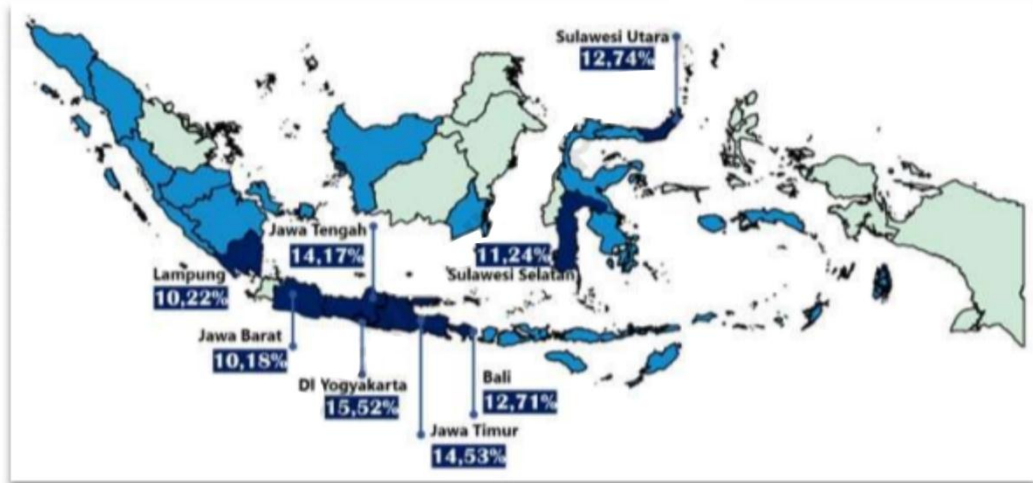 Sulawesi Utara
12,74%
Jawa Tengah
14,17%
11,24%
Sulawesi Selatan
Lampung
10,22%
Jawa Barat
10,18%
DI Yogyakarta
15,52%
Bali
12,71%
Jawa Timur
14,53%